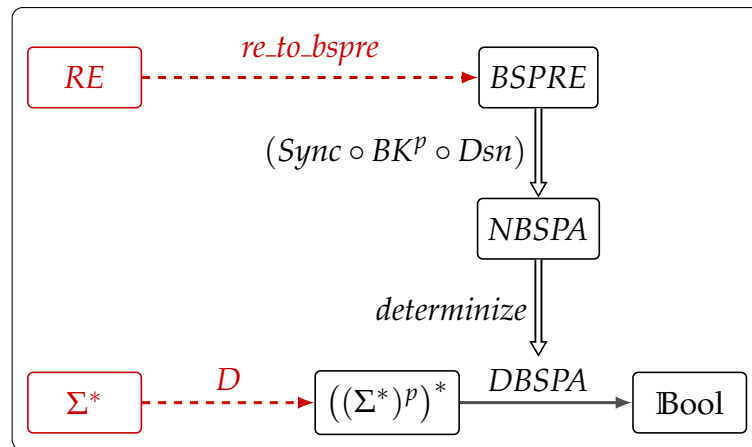 re_to_bspre
RE BSPRE
(Sync ∘ BK^p ∘ Dsn)
NBSPA
determinize
D DBSPA
Σ* ((Σ*)^p)* 𝔹ool